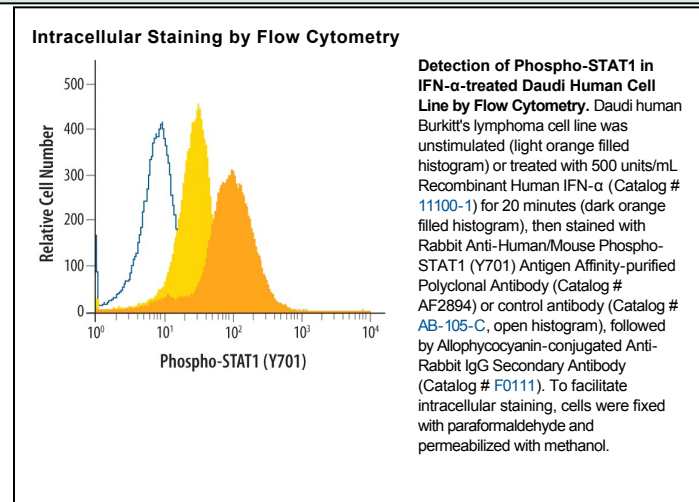 Intracellular Staining by Flow Cytometry
500
400
300
200
100
0
Relative Cell Number
10⁰
10¹
10²
10³
10⁴
Phospho-STAT1 (Y701)
Detection of Phospho-STAT1 in
IFN-α-treated Daudi Human Cell
Line by Flow Cytometry. Daudi human
Burkitt's lymphoma cell line was
unstimulated (light orange filled
histogram) or treated with 500 units/mL
Recombinant Human IFN-α (Catalog #
11100-1) for 20 minutes (dark orange
filled histogram), then stained with
Rabbit Anti-Human/Mouse Phospho-
STAT1 (Y701) Antigen Affinity-purified
Polyclonal Antibody (Catalog #
AF2894) or control antibody (Catalog #
AB-105-C, open histogram), followed
by Allophycocyanin-conjugated Anti-
Rabbit IgG Secondary Antibody
(Catalog # F0111). To facilitate
intracellular staining, cells were fixed
with paraformaldehyde and
permeabilized with methanol.